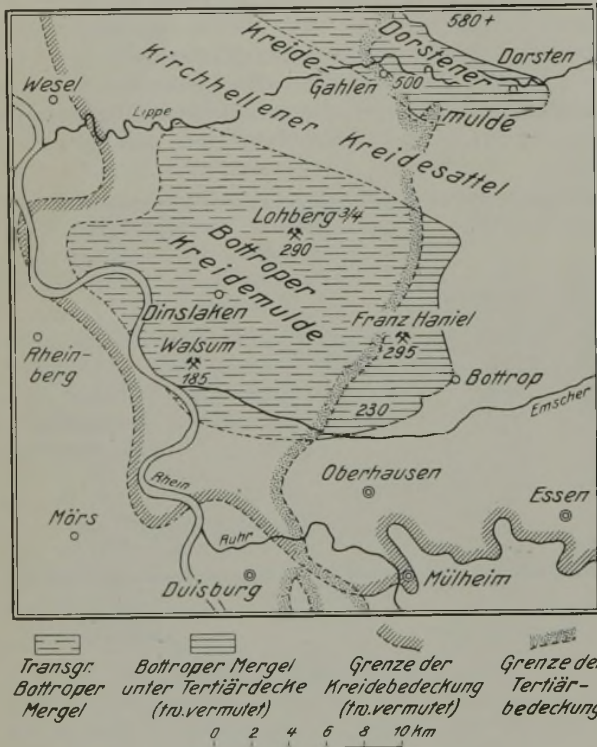 580+
Kreide-
Dorstener
Dorsten
Wesel
Kirchhellener
Gahlen
500
Lippe
mulde
Kreidesattel
Lohberg 3/4
290
Bottroper
Kreidemulde
Dinslaken
Franz Haniel
295
Rhein-
berg
Walsum
185
Bottrop
230
Emscher
Oberhausen
Rhein
Essen
Mörs
Ruhr
Duisburg
Mülheim
Transgr.
Bottroper
Mergel
Bottroper Mergel
unter Tertiärdecke
(tw.vermutet)
Grenze der
Kreidebedeckung
(tw.vermutet)
Grenze de
Tertiär-
bedeckung
0 2 4 6 8 10 km